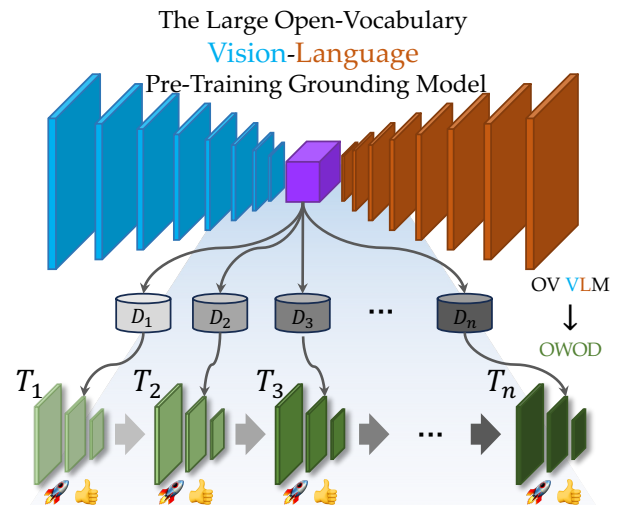 The Large Open-Vocabulary
Vision-Language
Pre-Training Grounding Model
OV VLM
D₁ D₂ D₃ ... Dₙ
OWOD
T₁ T₂ T₃ Tₙ
...